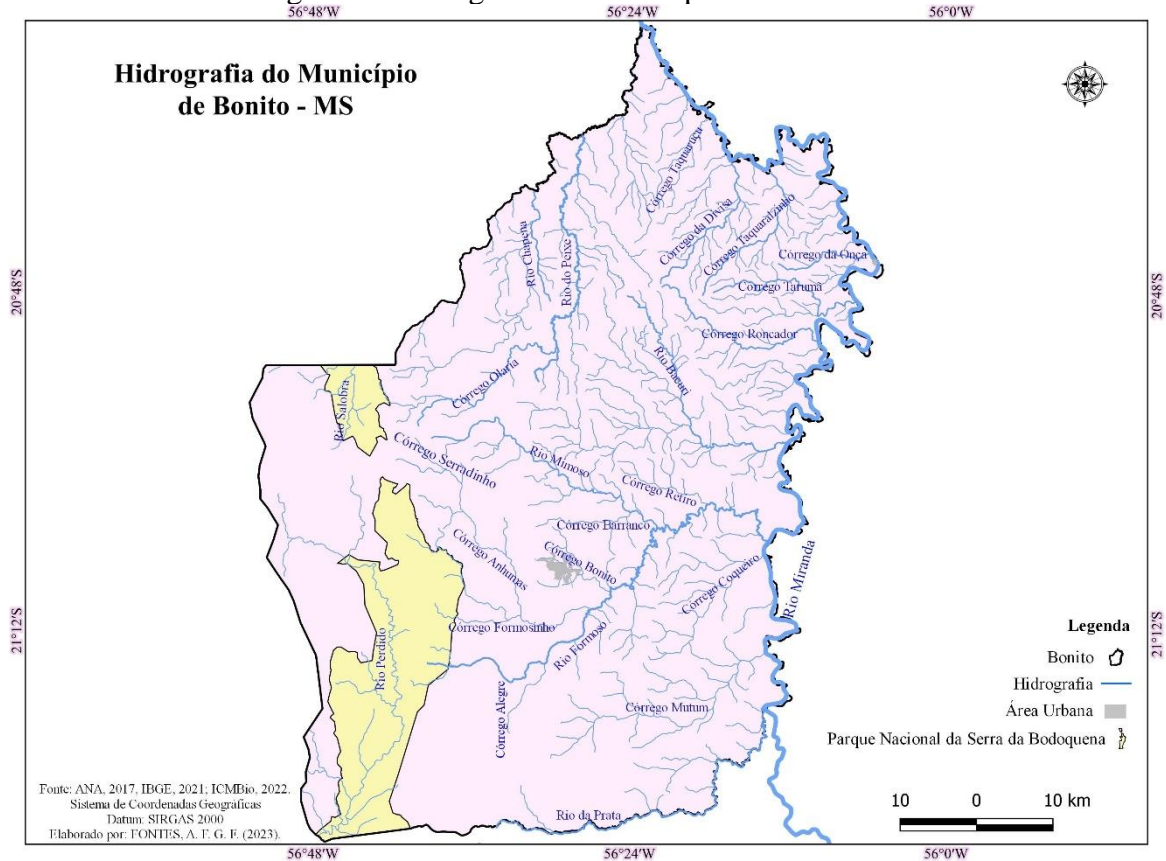 56°48'W
56°24'W
56°0'W
Hidrografia do Município
de Bonito - MS
Córrego Taquaruçu
Córrego da Divisa
Córrego Taquaralzinho
Rio Chapena
Rio do Peixe
Córrego da Onça
20°48'S
20°48'S
Córrego Tarumã
Córrego Roncador
Rio Bacuri
Córrego Olaria
Rio Salobra
Córrego Serradinho
Rio Mimoso
Córrego Retiro
Córrego Barranco
Córrego Anhumas
Córrego Bonito
Córrego Coqueiro
Rio Miranda
21°12'S
21°12'S
Córrego Formosinho
Rio Formoso
Rio Perdido
Córrego Alegre
Córrego Mutum
Rio da Prata
Legenda
Bonito
Hidrografia
Área Urbana
Parque Nacional da Serra da Bodoquena
Fonte: ANA, 2017, IBGE, 2021; ICMBio, 2022.
Sistema de Coordenadas Geográficas
Datum: SIRGAS 2000
Elaborado por: FONTES, A. F. G. F. (2023).
10 0 10 km
56°48'W
56°24'W
56°0'W